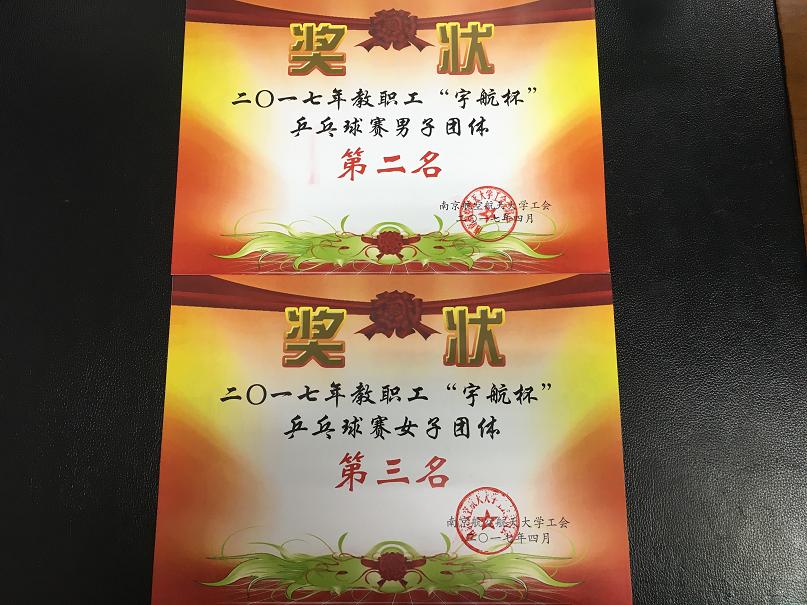 奖 状
二〇一七年教职工“宇航杯”
乒乓球赛男子团体
第二名
南京航空航天大学工会
二〇一七年四月
奖 状
二〇一七年教职工“宇航杯”
乒乓球赛女子团体
第三名
南京航空航天大学工会
二〇一七年四月